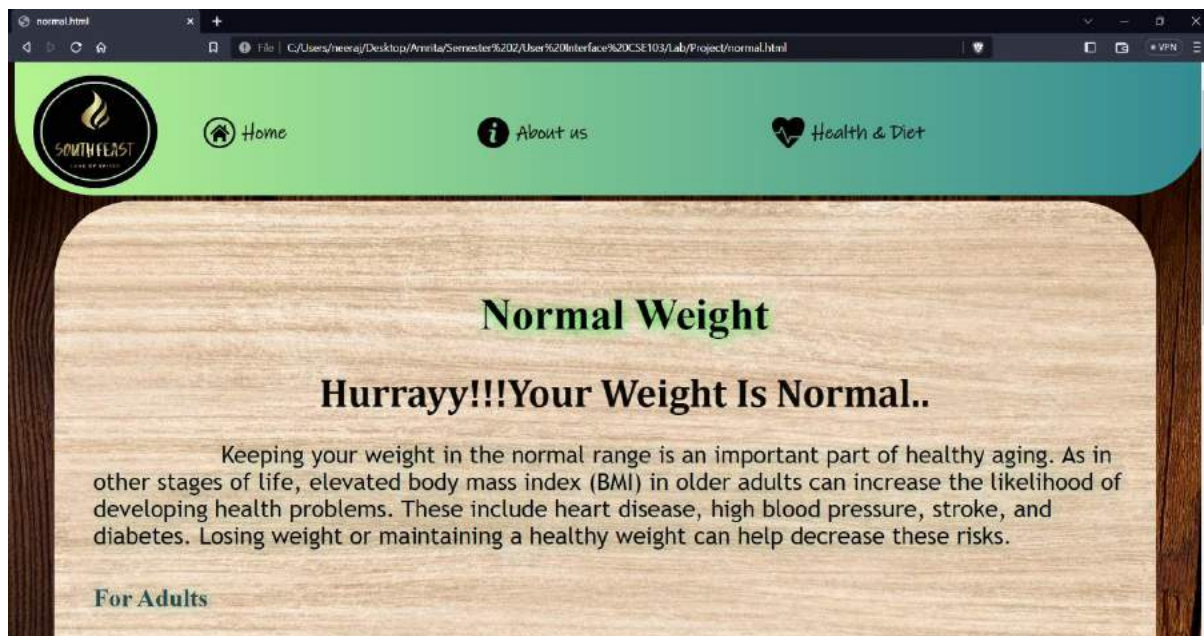 normal.html
File | C:/Users/neeraj/Desktop/Amrita/Semester%202/User%20Interface%20CSE103/Lab/Project/normal.html
VPN
SOUTH FEAST
LAND OF SPICES
Home
About us
Health & Diet
Normal Weight
Hurrayy!!!Your Weight Is Normal..
Keeping your weight in the normal range is an important part of healthy aging. As in
other stages of life, elevated body mass index (BMI) in older adults can increase the likelihood of
developing health problems. These include heart disease, high blood pressure, stroke, and
diabetes. Losing weight or maintaining a healthy weight can help decrease these risks.
For Adults